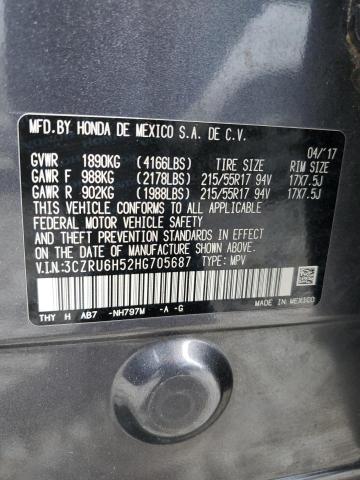 MFD.BY HONDA DE MEXICO S.A. DE C.V.
04/'17
GVWR 1890KG (4166LBS) TIRE SIZE RIM SIZE
GAWR F 988KG (2178LBS) 215/55R17 94V 17X7.5J
GAWR R 902KG (1988LBS) 215/55R17 94V 17X7.5J
THIS VEHICLE CONFORMS TO ALL APPLICABLE
FEDERAL MOTOR VEHICLE SAFETY, BUMPER,
AND THEFT PREVENTION STANDARDS IN EFFECT
ON THE DATE OF MANUFACTURE SHOWN ABOVE.
V.I.N:3CZRU6H52HG705687 TYPE: MPV
THY H AB7 -NH797M -A -G
MADE IN
MEXICO